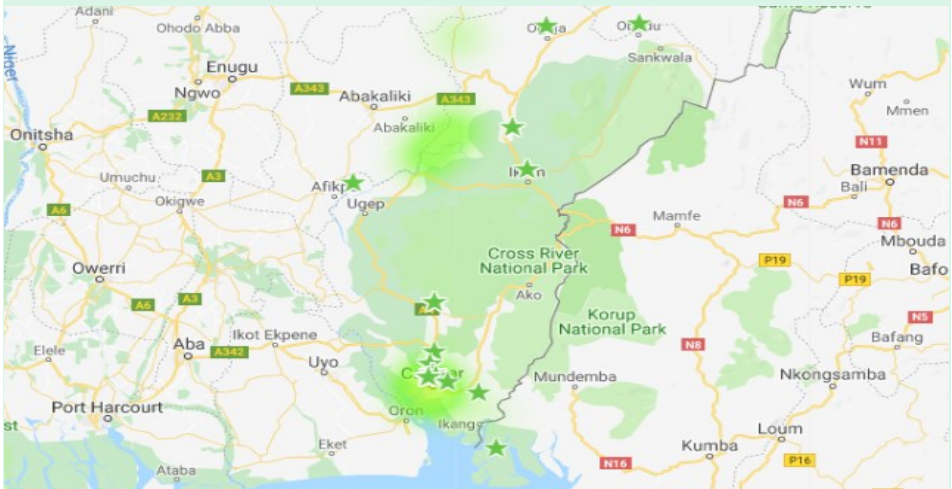 Adani
Ohodo Abba
Sankwala
Niger
Enugu
Ngwo
A343
Abakaliki
A343
Wum
Mmen
A232
Abakaliki
Onitsha
N11
Umuchu
A3
Afikp
Bamenda
Bali
Okigwe
Ugep
A6
N6
Mamfe
N6
N6
Mbouda
Cross River
National Park
P19
Bafo
Owerri
P19
Ako
A6
A3
Korup
National Park
N5
Ikot Ekpene
Bafang
Elele
Aba
A342
N8
Uyo
Mundemba
Nkongsamba
Port Harcourt
Oron
Ikang
Loum
st
Eket
Kumba
N16
P16
Ataba